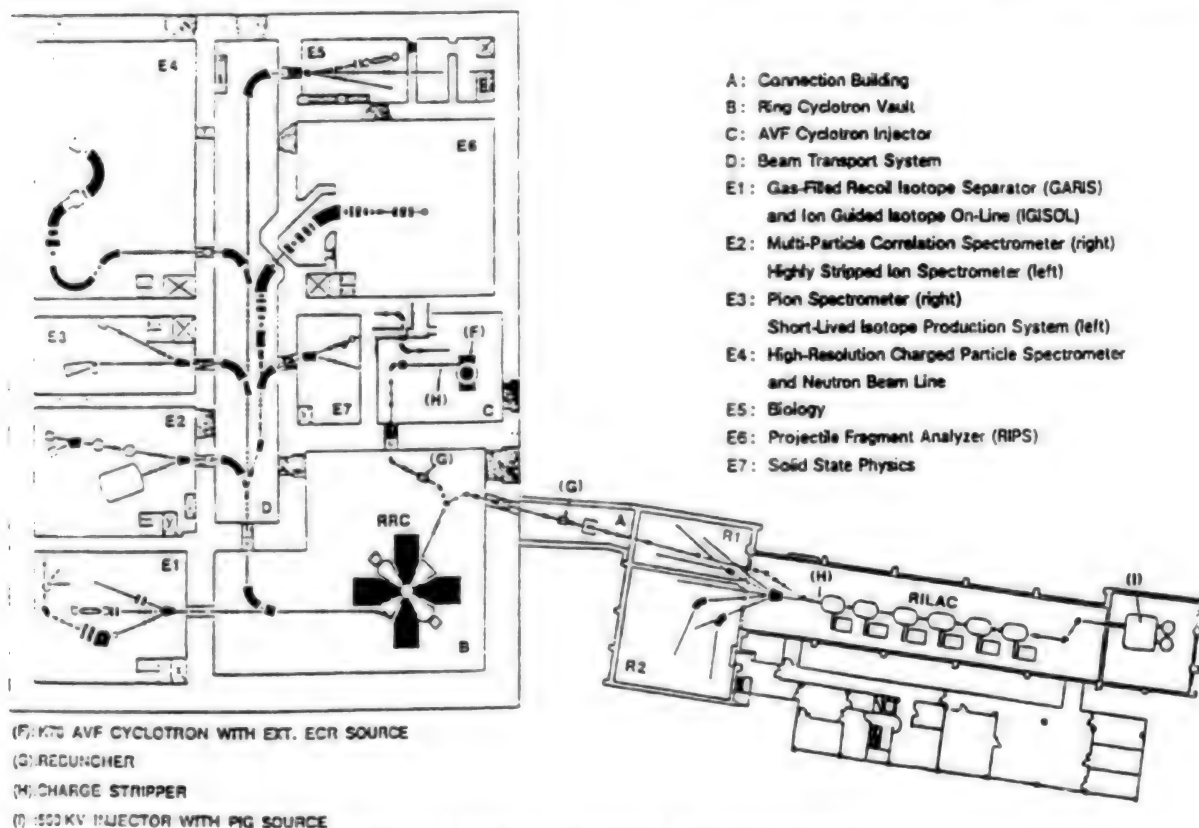 E4
E5
E6
E3
(F)
(H)
C
E7
E2
(G)
D
RRC
(G)
A
R1
E1
(H)
RILAC
(I)
B
R2
A: Connection Building
B: Ring Cyclotron Vault
C: AVF Cyclotron Injector
D: Beam Transport System
E1: Gas-Filled Recoil Isotope Separator (GARIS)
and Ion Guided Isotope On-Line (IGISOL)
E2: Multi-Particle Correlation Spectrometer (right)
Highly Stripped Ion Spectrometer (left)
E3: Pion Spectrometer (right)
Short-Lived Isotope Production System (left)
E4: High-Resolution Charged Particle Spectrometer
and Neutron Beam Line
E5: Biology
E6: Projectile Fragment Analyzer (RIPS)
E7: Solid State Physics
(F): K70 AVF CYCLOTRON WITH EXT. ECR SOURCE
(G): REBUNCHER
(H): CHARGE STRIPPER
(I): 500 KV INJECTOR WITH PIG SOURCE